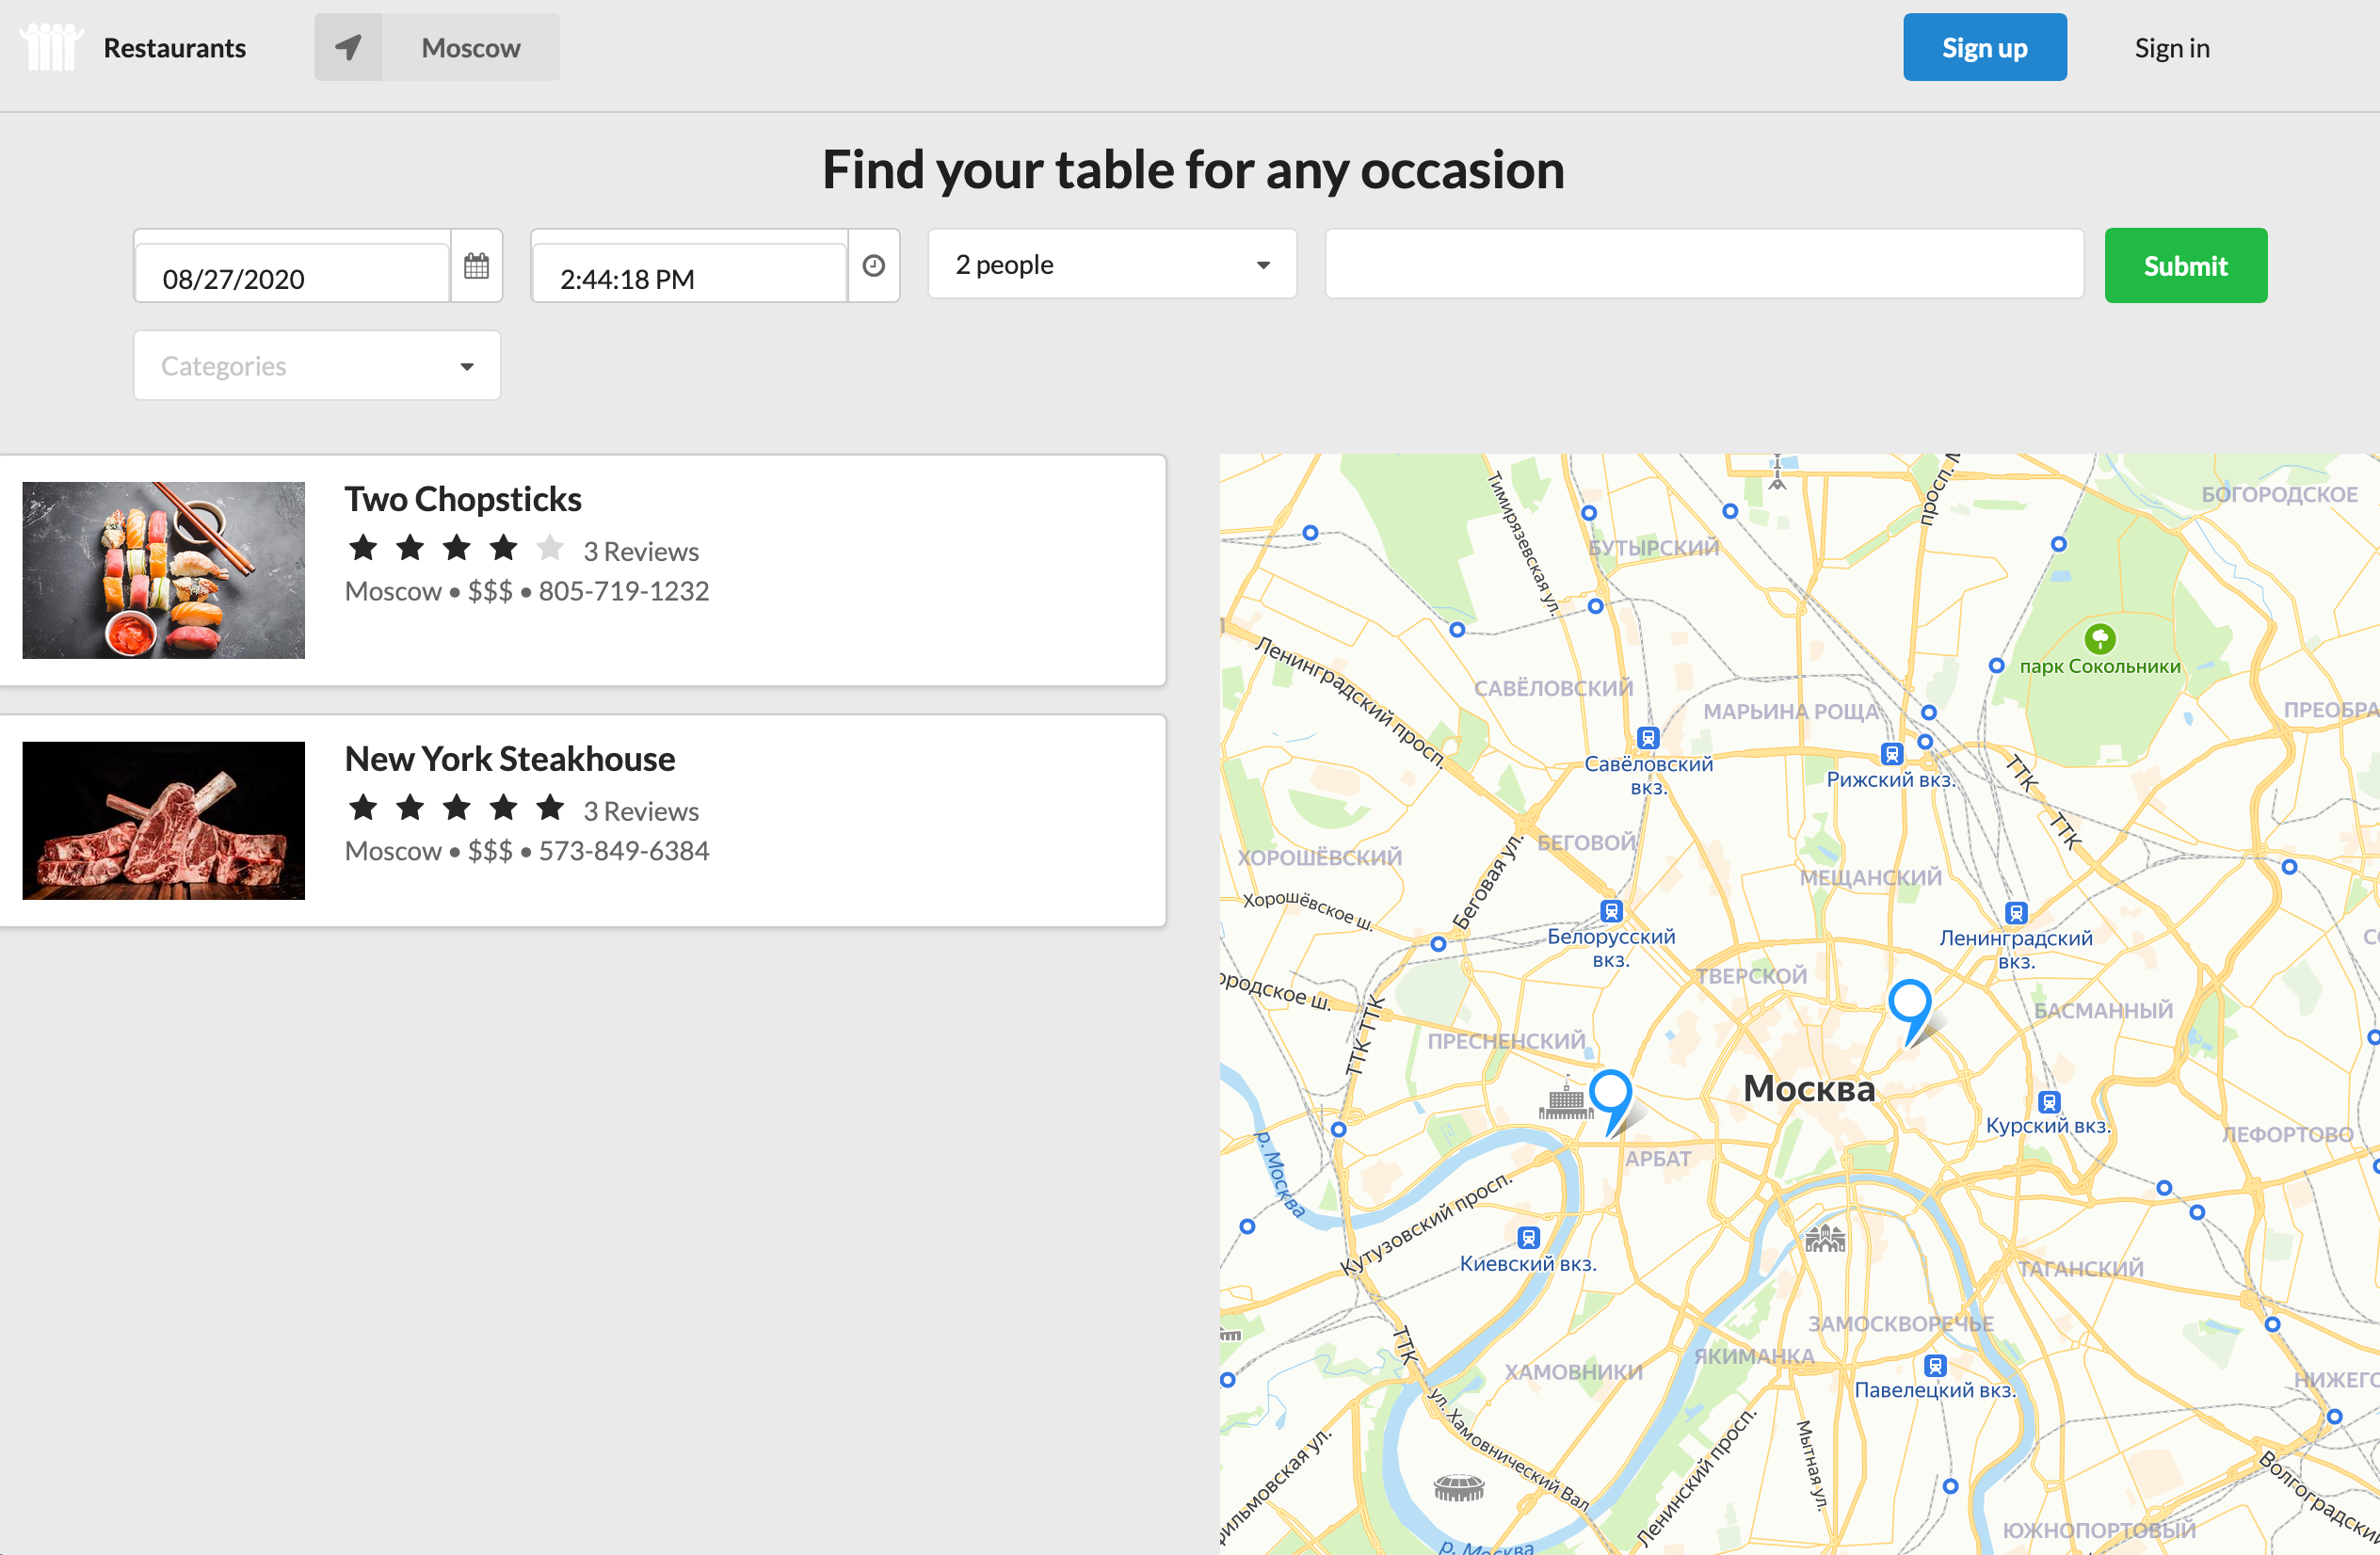 Restaurants
Moscow
Sign up
Sign in
Find your table for any occasion
08/27/2020
2:44:18 PM
2 people
Submit
Categories
Two Chopsticks
3 Reviews
Moscow • $$$ • 805-719-1232
New York Steakhouse
3 Reviews
Moscow • $$$ • 573-849-6384
БОГОРОДСКОЕ
просп.
Тимирязевская ул.
БУТЫРСКИЙ
парк Сокольники
Ленинградский просп.
САВЁЛОВСКИЙ
МАРЬИНА РОЩА
ПРЕОБРА
Савёловский
вкз.
Рижский вкз.
ТТК
ТТК
БЕГОВОЙ
ХОРОШЁВСКИЙ
МЕЩАНСКИЙ
Хорошёвское ш.
Беговая ул.
Белорусский
вкз.
Ленинградский
вкз.
ТВЕРСКОЙ
ородское ш.
ТТК
ТТК
БАСМАННЫЙ
ПРЕСНЕНСКИЙ
Москва
Курский вкз.
ЛЕФОРТОВО
АРБАТ
р. Москва
Кутузовский просп.
Киевский вкз.
ТАГАНСКИЙ
ЗАМОСКВОРЕЧЬЕ
ТТК
ЯКИМАНКА
ХАМОВНИКИ
Павелецкий вкз.
НИЖЕГО
ул. Хамовнический Вал
Ленинский просп.
Мытная ул.
ильмовская ул.
Волгоградский
р. Москва
ЮЖНОПОРТОВЫЙ